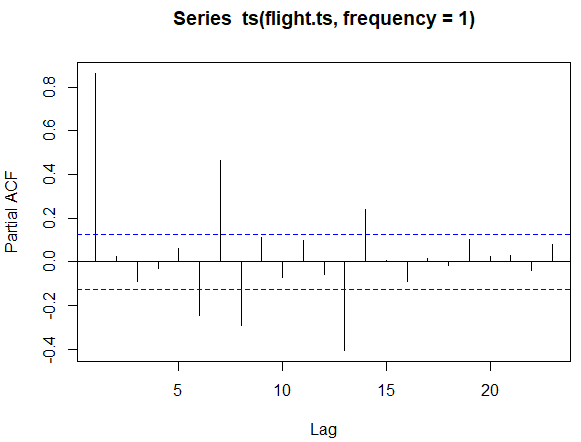 Series ts(flight.ts, frequency = 1)
Partial ACF
0.8
0.6
0.4
0.2
0.0
-0.2
-0.4
5 10 15 20
Lag